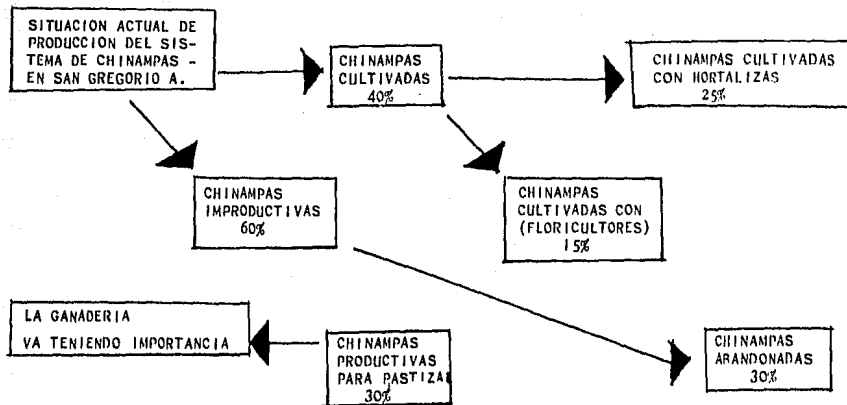 SITUACION ACTUAL DE
PRODUCCION DEL SIS-
TEMA DE CHINAMPAS -
EN SAN GREGORIO A.
CHINAMPAS
CULTIVADAS
40%
CHINAMPAS CULTIVADAS
CON HORTALIZAS
25%
CHINAMPAS
IMPRODUCTIVAS
60%
CHINAMPAS
CULTIVADAS CON
(FLORICULTORES)
15%
LA GANADERIA
VA TENIENDO IMPORTANCIA
CHINAMPAS
PRODUCTIVAS
PARA PASTIZAL
30%
CHINAMPAS
ABANDONADAS
30%